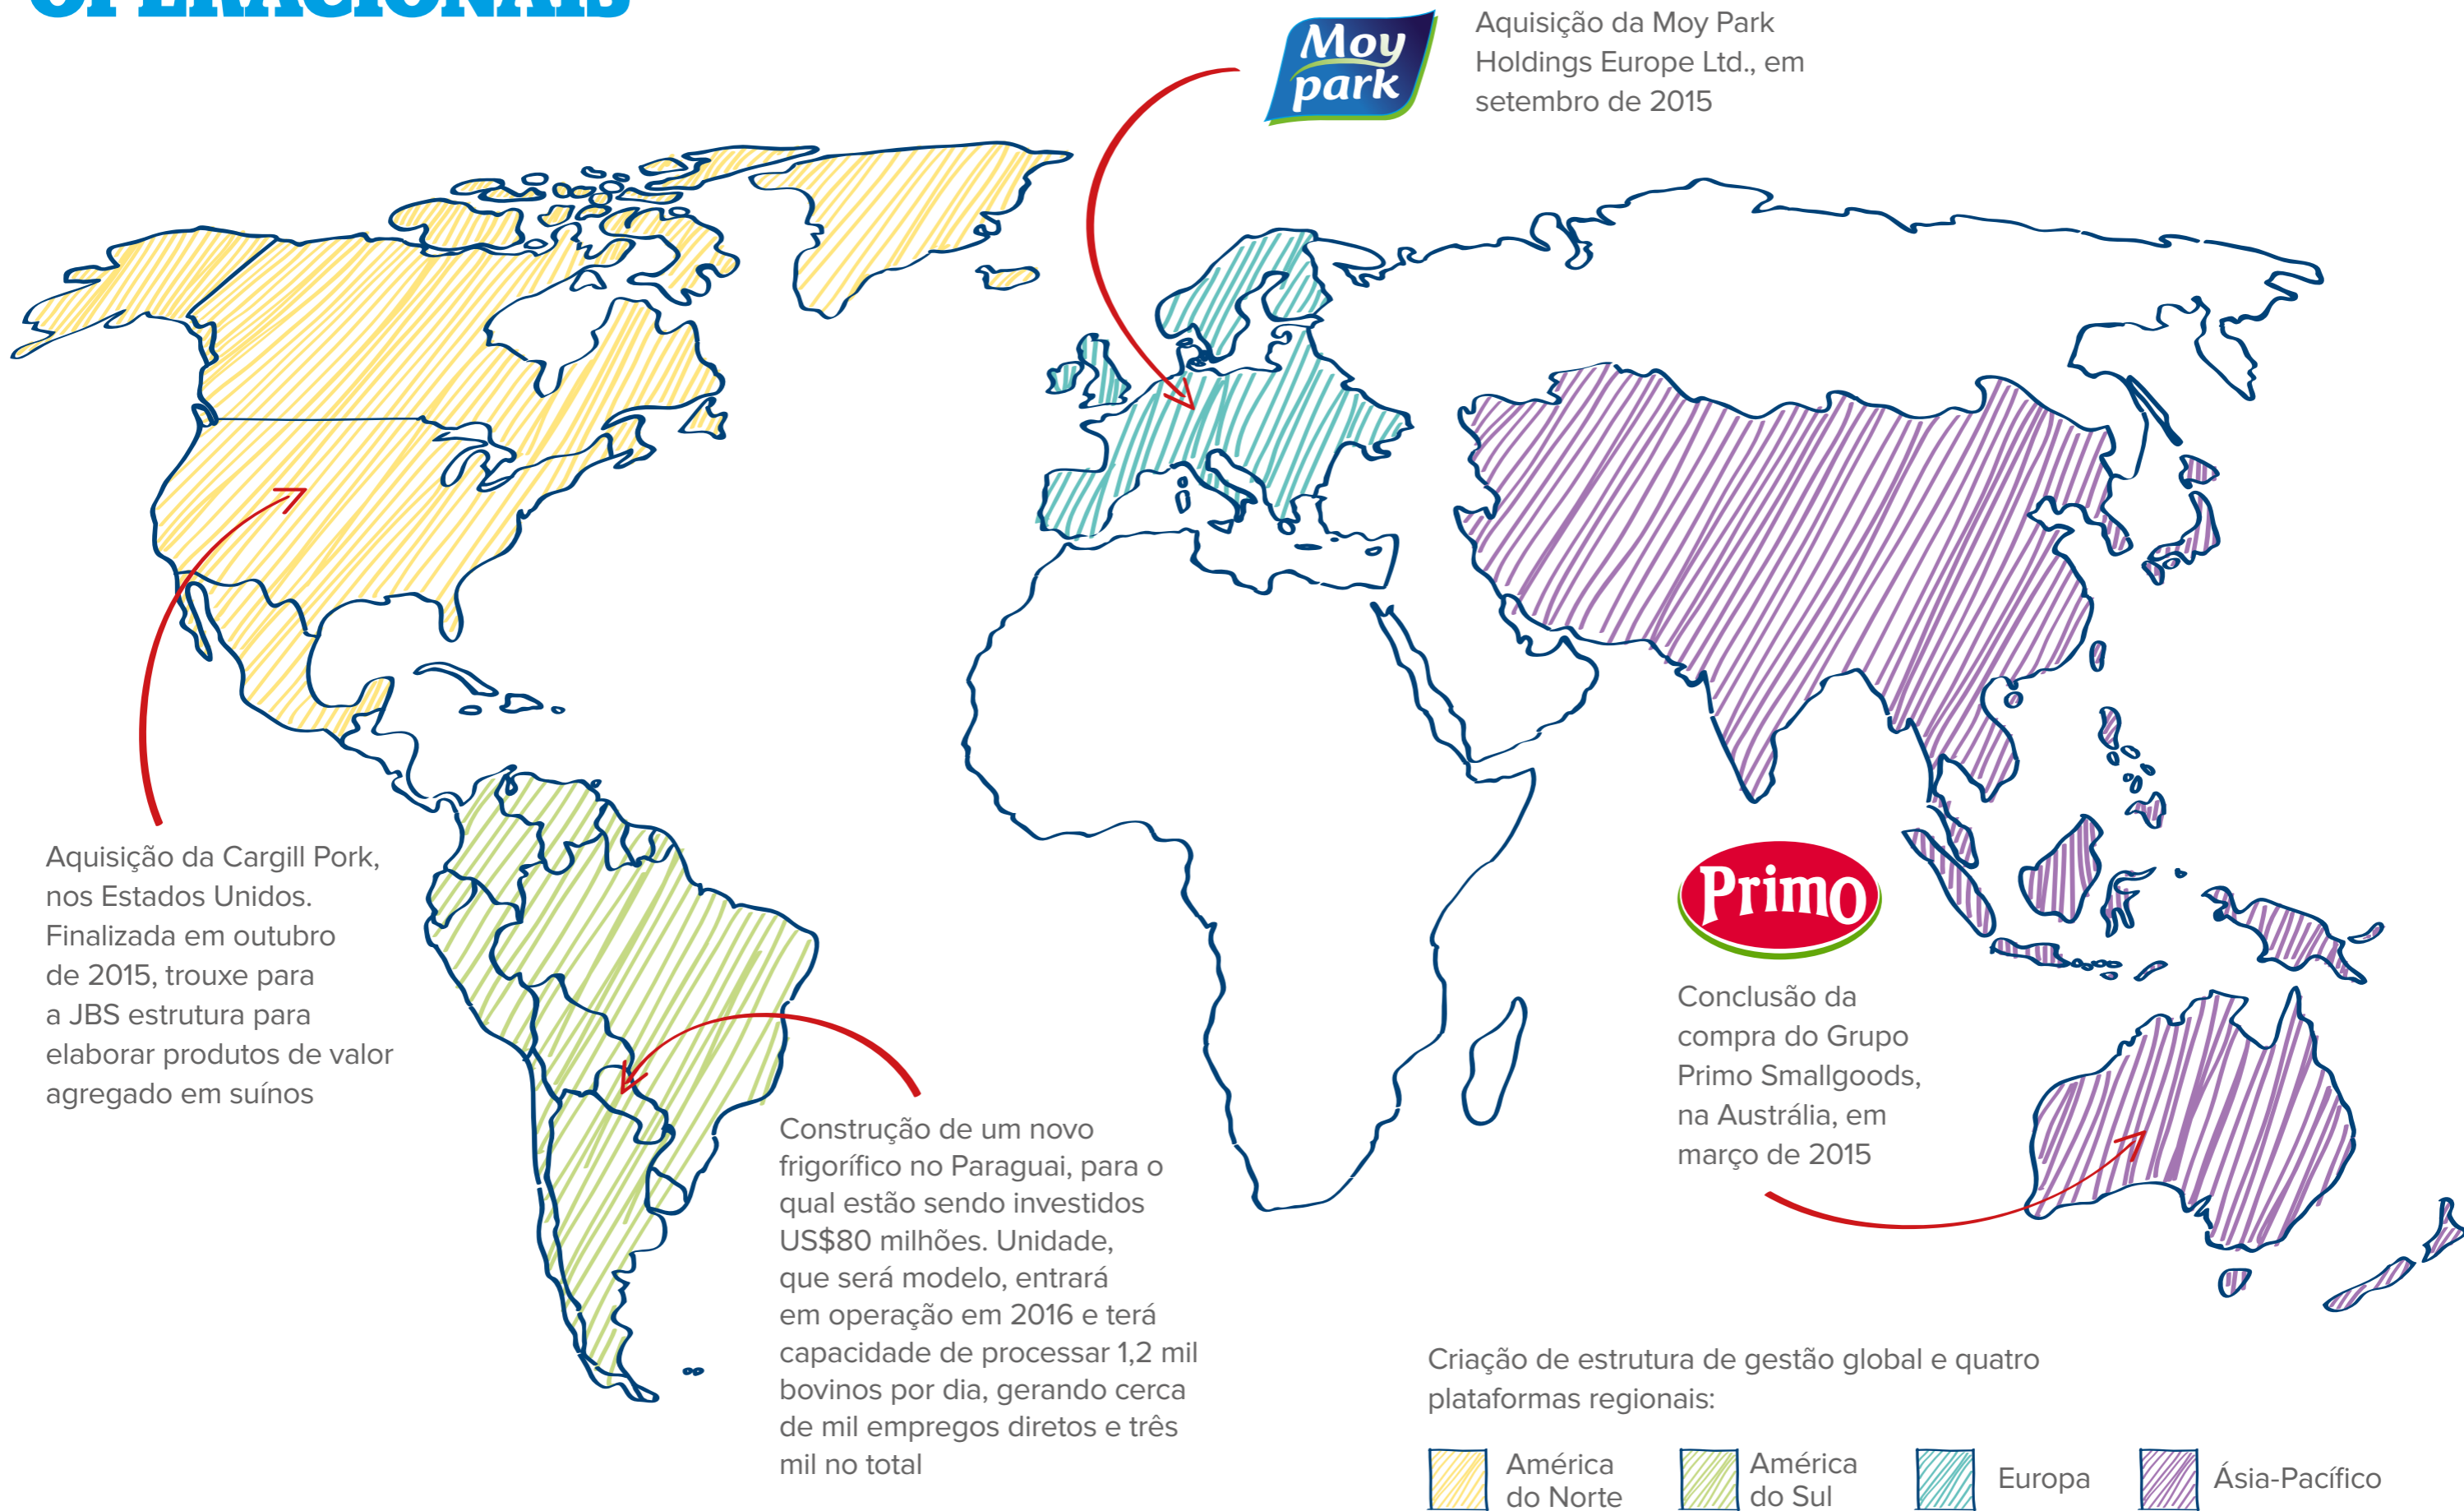 OPERACIONAIS
Moy
park
Aquisição da Moy Park
Holdings Europe Ltd., em
setembro de 2015
Aquisição da Cargill Pork,
nos Estados Unidos.
Finalizada em outubro
de 2015, trouxe para
a JBS estrutura para
elaborar produtos de valor
agregado em suínos
Construção de um novo
frigorífico no Paraguai, para o
qual estão sendo investidos
US$80 milhões. Unidade,
que será modelo, entrará
em operação em 2016 e terá
capacidade de processar 1,2 mil
bovinos por dia, gerando cerca
de mil empregos diretos e três
mil no total
Primo
Conclusão da
compra do Grupo
Primo Smallgoods,
na Austrália, em
março de 2015
Criação de estrutura de gestão global e quatro
plataformas regionais:
América
do Norte
América
do Sul
Europa
Ásia-Pacífico